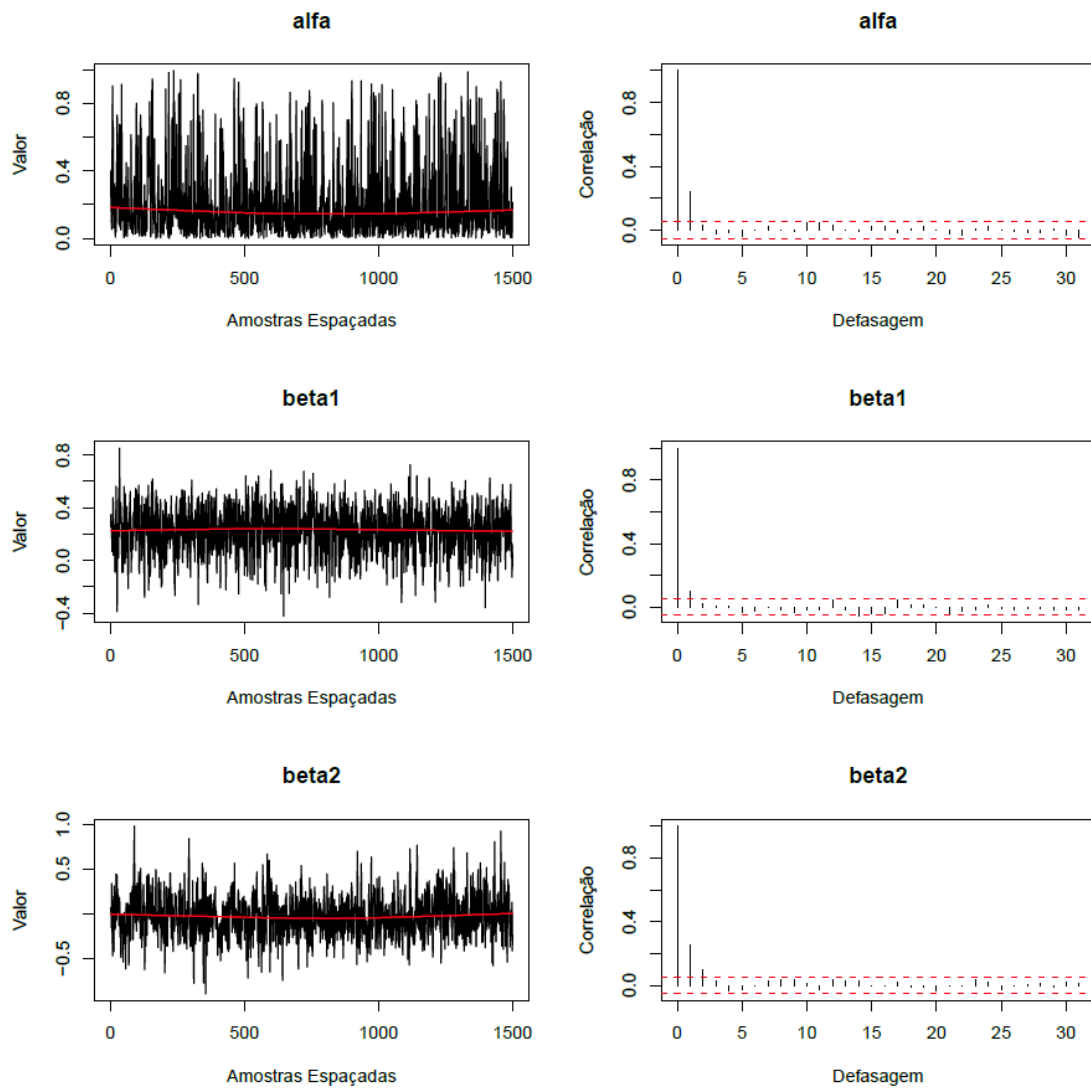 alfa
Valor
0.0 0.4 0.8
0 500 1000 1500
Amostras Espaçadas
alfa
Correlação
0.0 0.4 0.8
0 5 10 15 20 25 30
Defasagem
beta1
Valor
−0.4 0.0 0.4 0.8
0 500 1000 1500
Amostras Espaçadas
beta1
Correlação
0.0 0.4 0.8
0 5 10 15 20 25 30
Defasagem
beta2
Valor
−0.5 0.5 1.0
0 500 1000 1500
Amostras Espaçadas
beta2
Correlação
0.0 0.4 0.8
0 5 10 15 20 25 30
Defasagem